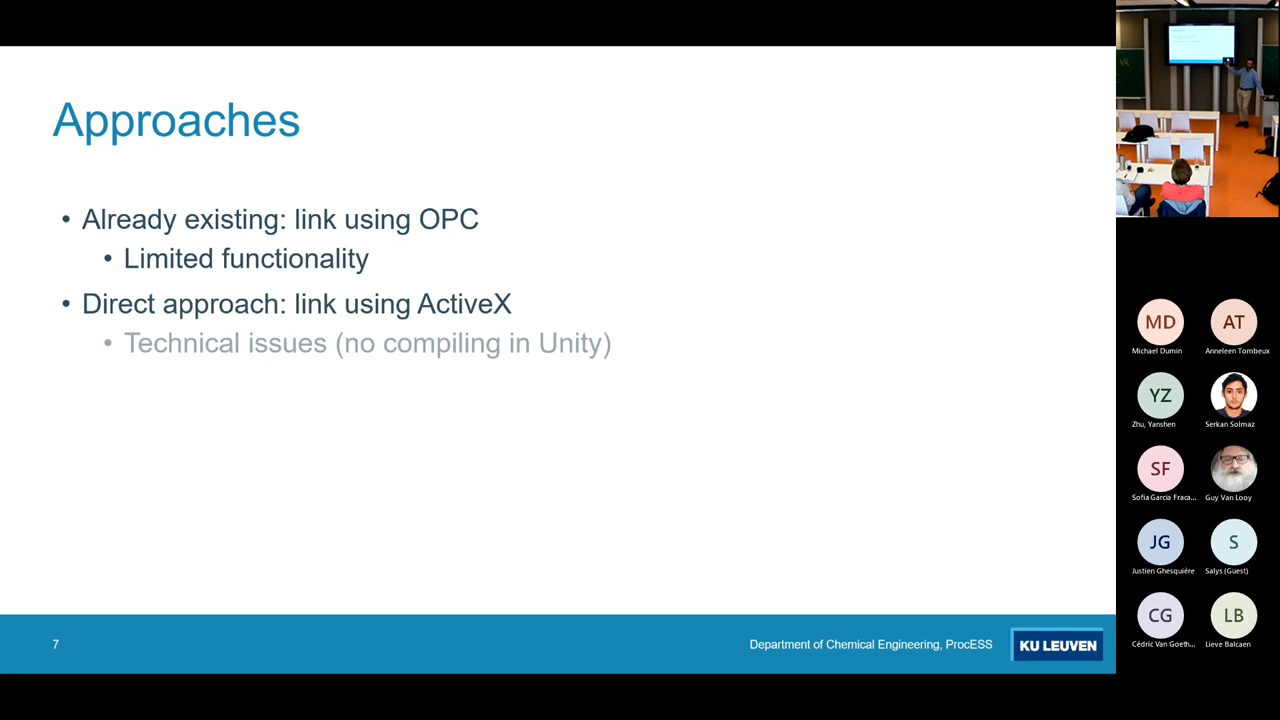 Approaches
• Already existing: link using OPC
• Limited functionality
• Direct approach: link using ActiveX
• Technical issues (no compiling in Unity)
7
Department of Chemical Engineering, ProcESS
KU LEUVEN
MD
AT
Michael Dumin
Anneleen Tombeux
YZ
Zhu, Yanshen
Serkan Solmaz
SF
Sofia Garcia Fraca...
Guy Van Looy
JG
S
Justien Ghesquière
Salys (Guest)
CG
LB
Cédric Van Goeth...
Lieve Balcaen